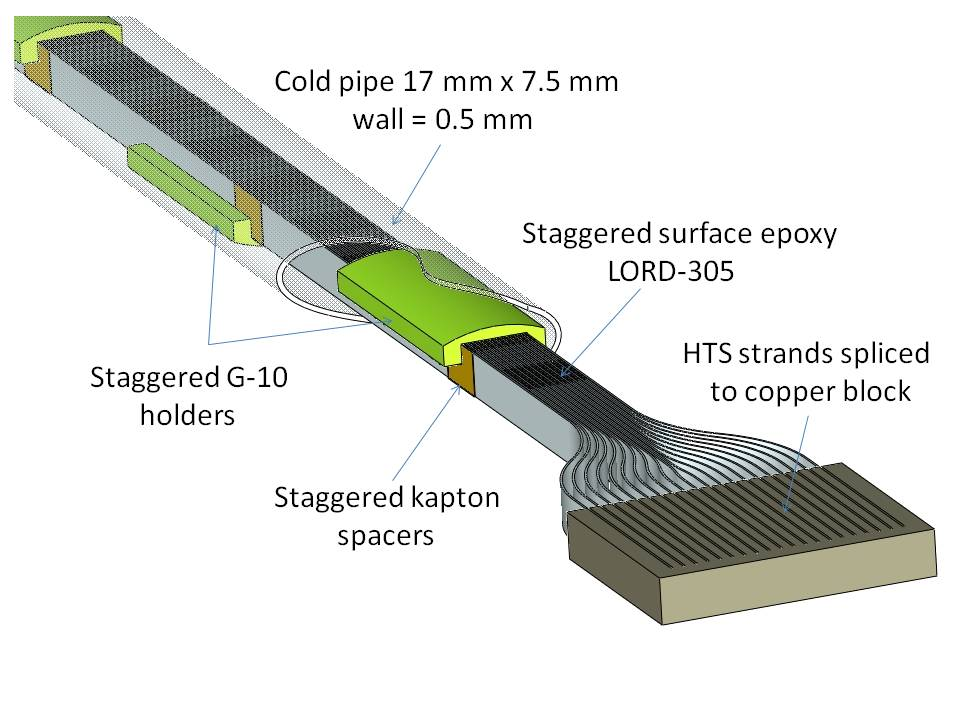 Cold pipe 17 mm x 7.5 mm
wall = 0.5 mm
Staggered surface epoxy
LORD-305
HTS strands spliced
to copper block
Staggered G-10
holders
Staggered kapton
spacers